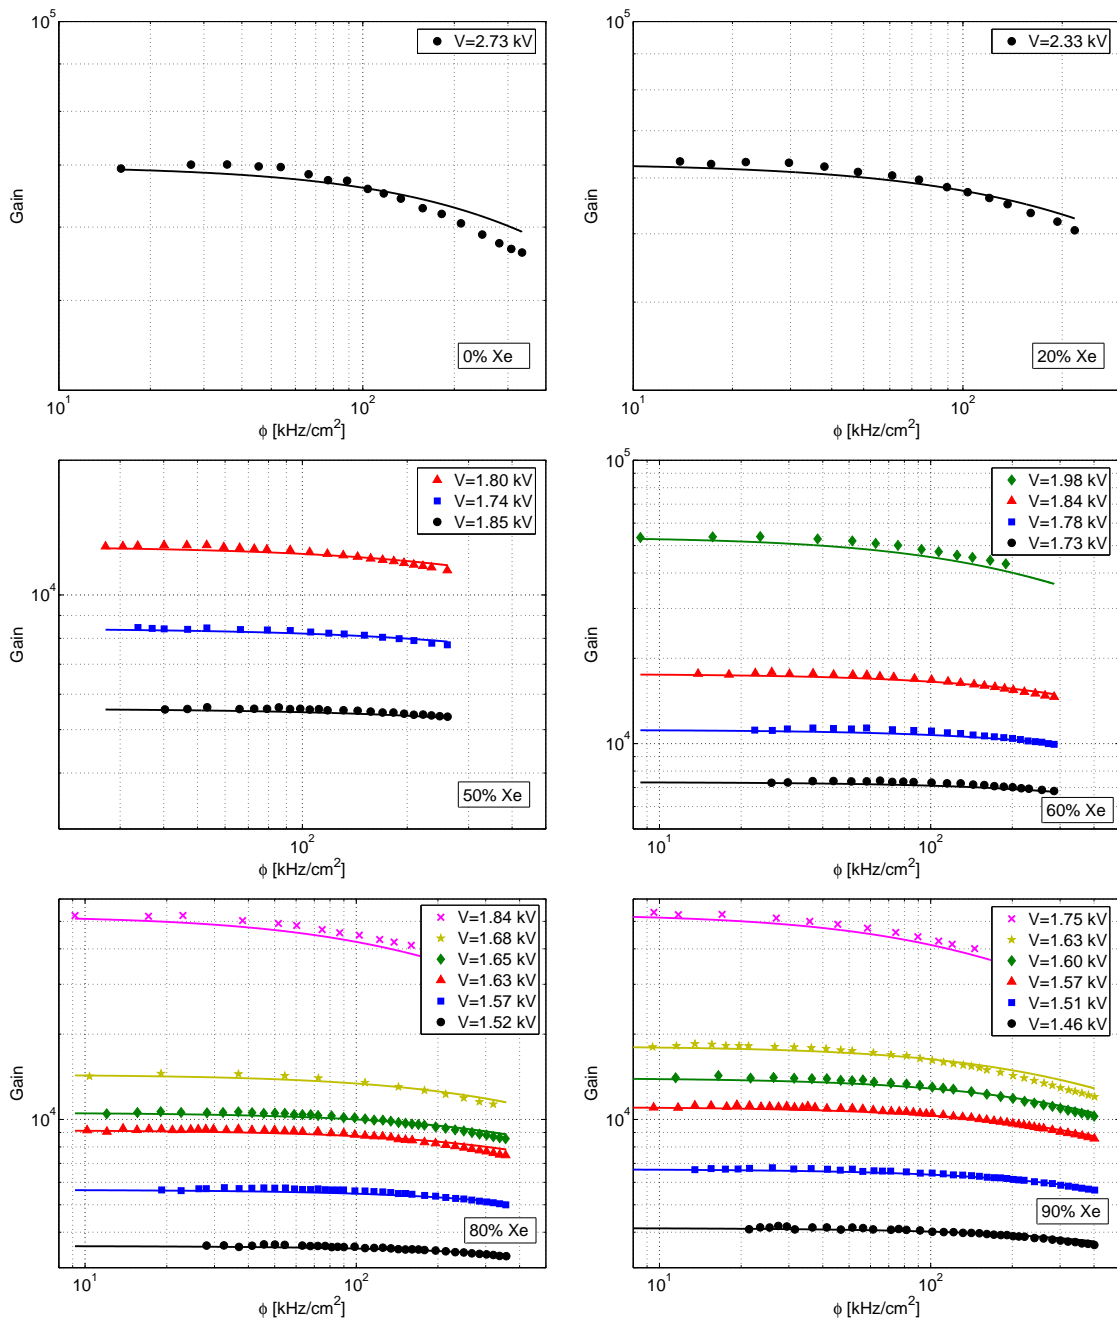 10^5
V=2.73 kV
Gain
0% Xe
10^1
10^2
ϕ [kHz/cm^2]
10^5
V=2.33 kV
Gain
20% Xe
10^1
10^2
ϕ [kHz/cm^2]
V=1.80 kV
V=1.74 kV
V=1.85 kV
10^4
Gain
50% Xe
10^2
ϕ [kHz/cm^2]
10^5
V=1.98 kV
V=1.84 kV
V=1.78 kV
V=1.73 kV
Gain
10^4
60% Xe
10^1
10^2
ϕ [kHz/cm^2]
V=1.84 kV
V=1.68 kV
V=1.65 kV
V=1.63 kV
V=1.57 kV
V=1.52 kV
Gain
10^4
80% Xe
10^1
10^2
ϕ [kHz/cm^2]
V=1.75 kV
V=1.63 kV
V=1.60 kV
V=1.57 kV
V=1.51 kV
V=1.46 kV
Gain
10^4
90% Xe
10^1
10^2
ϕ [kHz/cm^2]